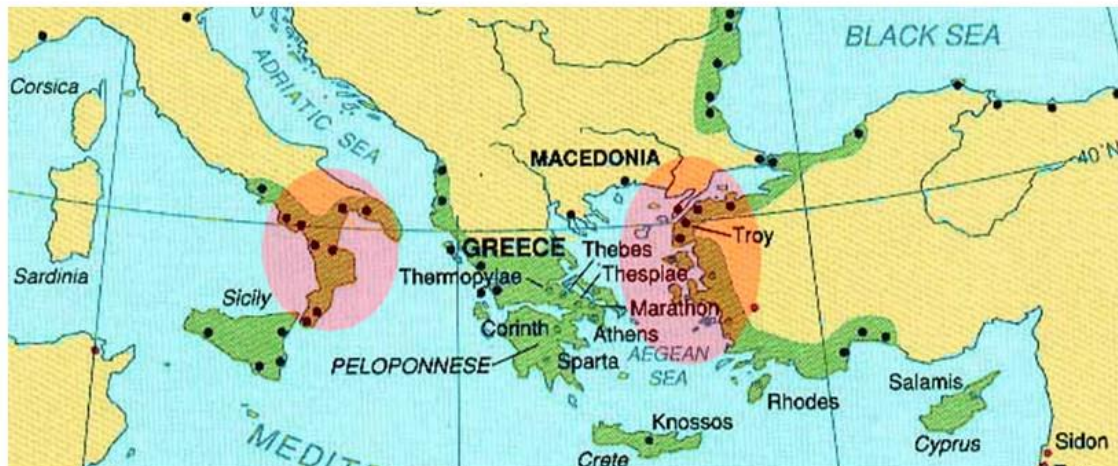 BLACK SEA
Corsica
ADRIATIC SEA
MACEDONIA
40°N
Troy
GREECE
Thebes
Thermopylae
Thespiae
Sardinia
Sicily
Marathon
Corinth
Athens
PELOPONNESE
Sparta
AEGEAN
SEA
Rhodes
Salamis
Knossos
Cyprus
Sidon
Crete